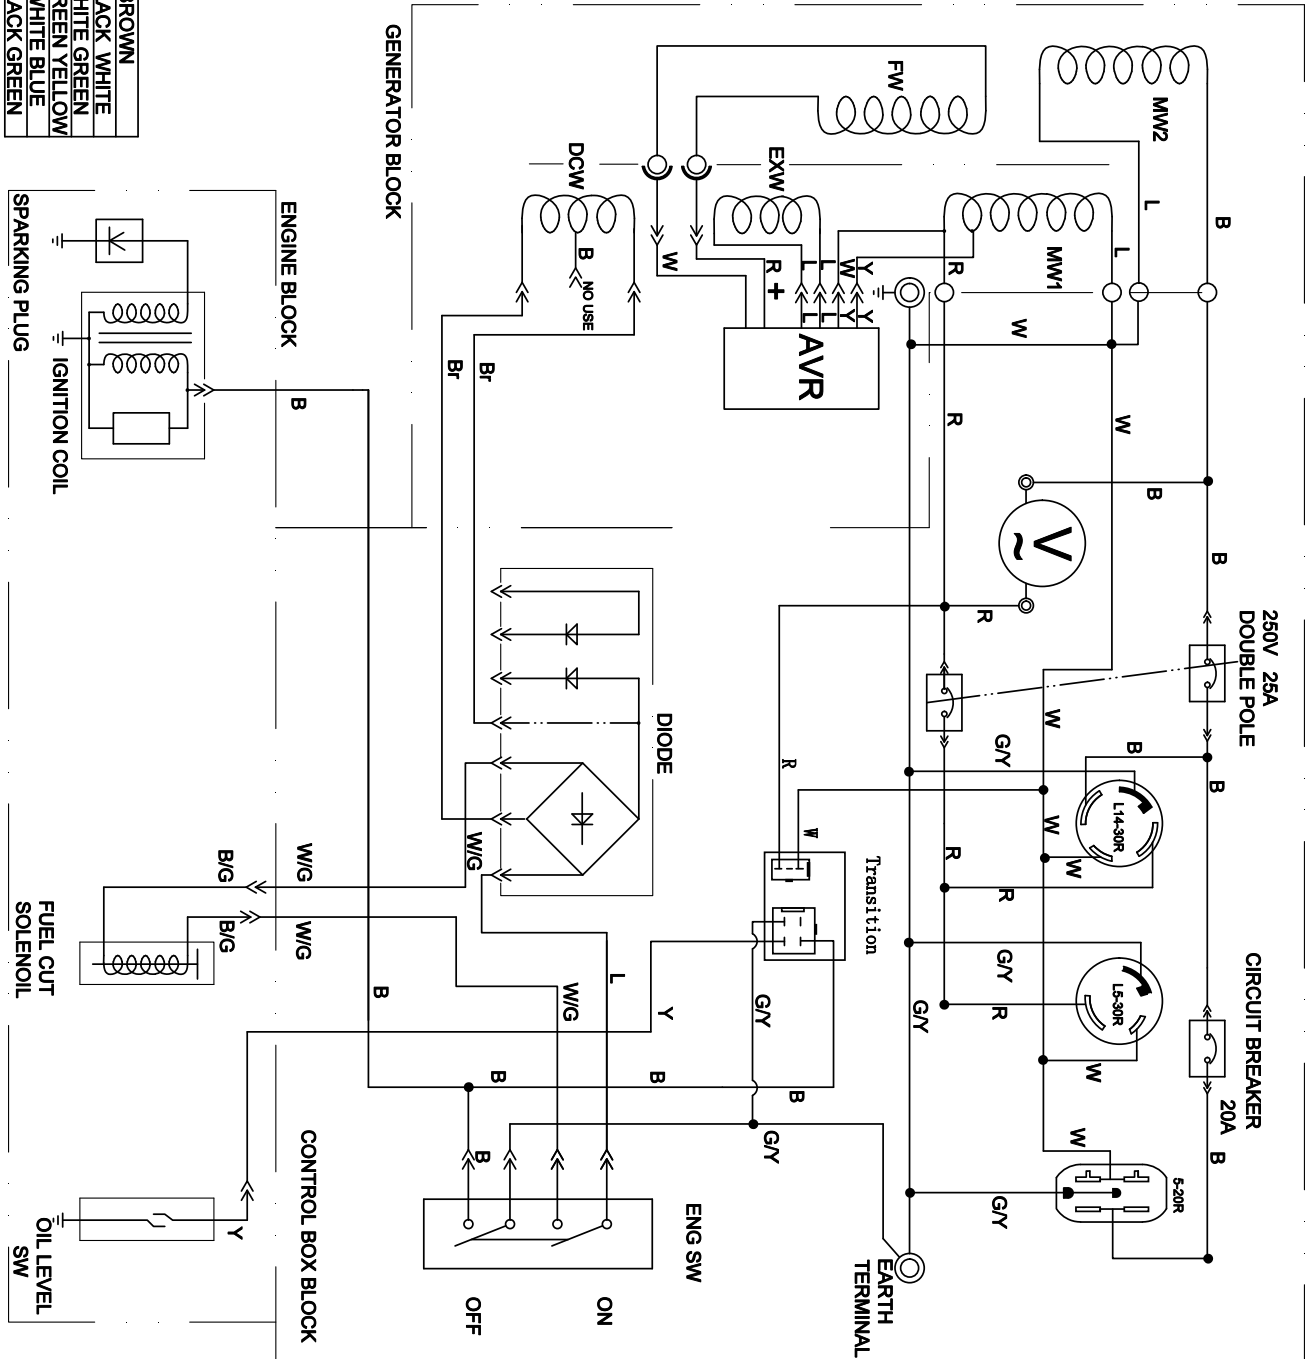 250V 25A
DOUBLE POLE
CIRCUIT BREAKER
20A
B
B
B
B
MW2
L
B
B
5-20R
L
MW1
W
W
R
V
~
R
W
G/Y
W
L14-30R
W
R
G/Y
L5-30R
R
W
W
G/Y
R
R
G/Y
FW
EARTH
TERMINAL
Y
W
L
L
R
+
Y
Y
L
L
AVR
EXW
R
W
Transition
B
G/Y
G/Y
W
DIODE
B
Y
ENG SW
L
ON
DCW
B
NO USE
W/G
Br
Br
W/G
B
B
OFF
GENERATOR BLOCK
B
ENGINE BLOCK
B
W/G
W/G
CONTROL BOX BLOCK
B/G
B/G
Y
IGNITION COIL
FUEL CUT
SOLENOIL
OIL LEVEL
SW
SPARKING PLUG
BROWN
ACK WHITE
HITE GREEN
REEN YELLOW
WHITE BLUE
ACK GREEN